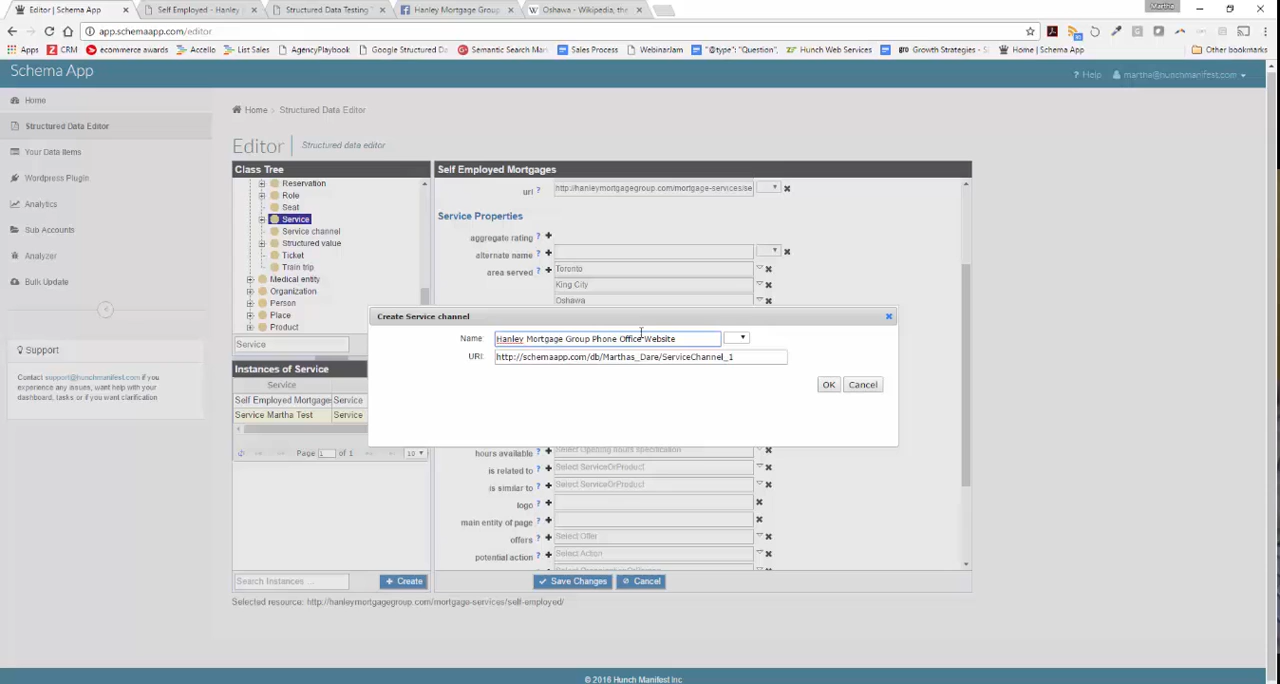 Editor | Schema App
Self Employed - Hanley
Structured Data Testing
Hanley Mortgage Group
Oshawa - Wikipedia, the
Martha
app.schemaapp.com/editor
Apps
CRM
ecommerce awards
Accello
List Sales
AgencyPlaybook
Google Structured Da
Semantic Search Mar
Sales Process
WebinarJam
"@type": "Question",
Hunch Web Services
Growth Strategies -
Home | Schema App
Other bookmarks
Schema App
? Help
martha@hunchmanifest.com
Home
Structured Data Editor
Your Data Items
Wordpress Plugin
Analytics
Sub Accounts
Analyzer
Bulk Update
Support
Contact support@hunchmanifest.com if
you experience any issues, want help with your
dashboard, tasks or if you want clarification
Home > Structured Data Editor
Editor | Structured data editor
Class Tree
Reservation
Role
Seat
Service
Service channel
Structured value
Ticket
Train trip
Medical entity
Organization
Person
Place
Product
Service
Instances of Service
Service
Self Employed Mortgages Service
Service Martha Test Service
Page 1 of 1 10
Search Instances ...
+ Create
Self Employed Mortgages
url ? http://hanleymortgagegroup.com/mortgage-services/se
Service Properties
aggregate rating ?
alternate name ?
area served ? Toronto
King City
Oshawa
Create Service channel
Name: Hanley Mortgage Group Phone Office Website
URI: http://schemaapp.com/db/Marthas_Dare/ServiceChannel_1
OK Cancel
hours available ? Select Opening hours specification
is related to ? Select ServiceOrProduct
is similar to ? Select ServiceOrProduct
logo ?
main entity of page ?
offers ? Select Offer
potential action ? Select Action
Save Changes
Cancel
Selected resource: http://hanleymortgagegroup.com/mortgage-services/self-employed/
© 2016 Hunch Manifest Inc